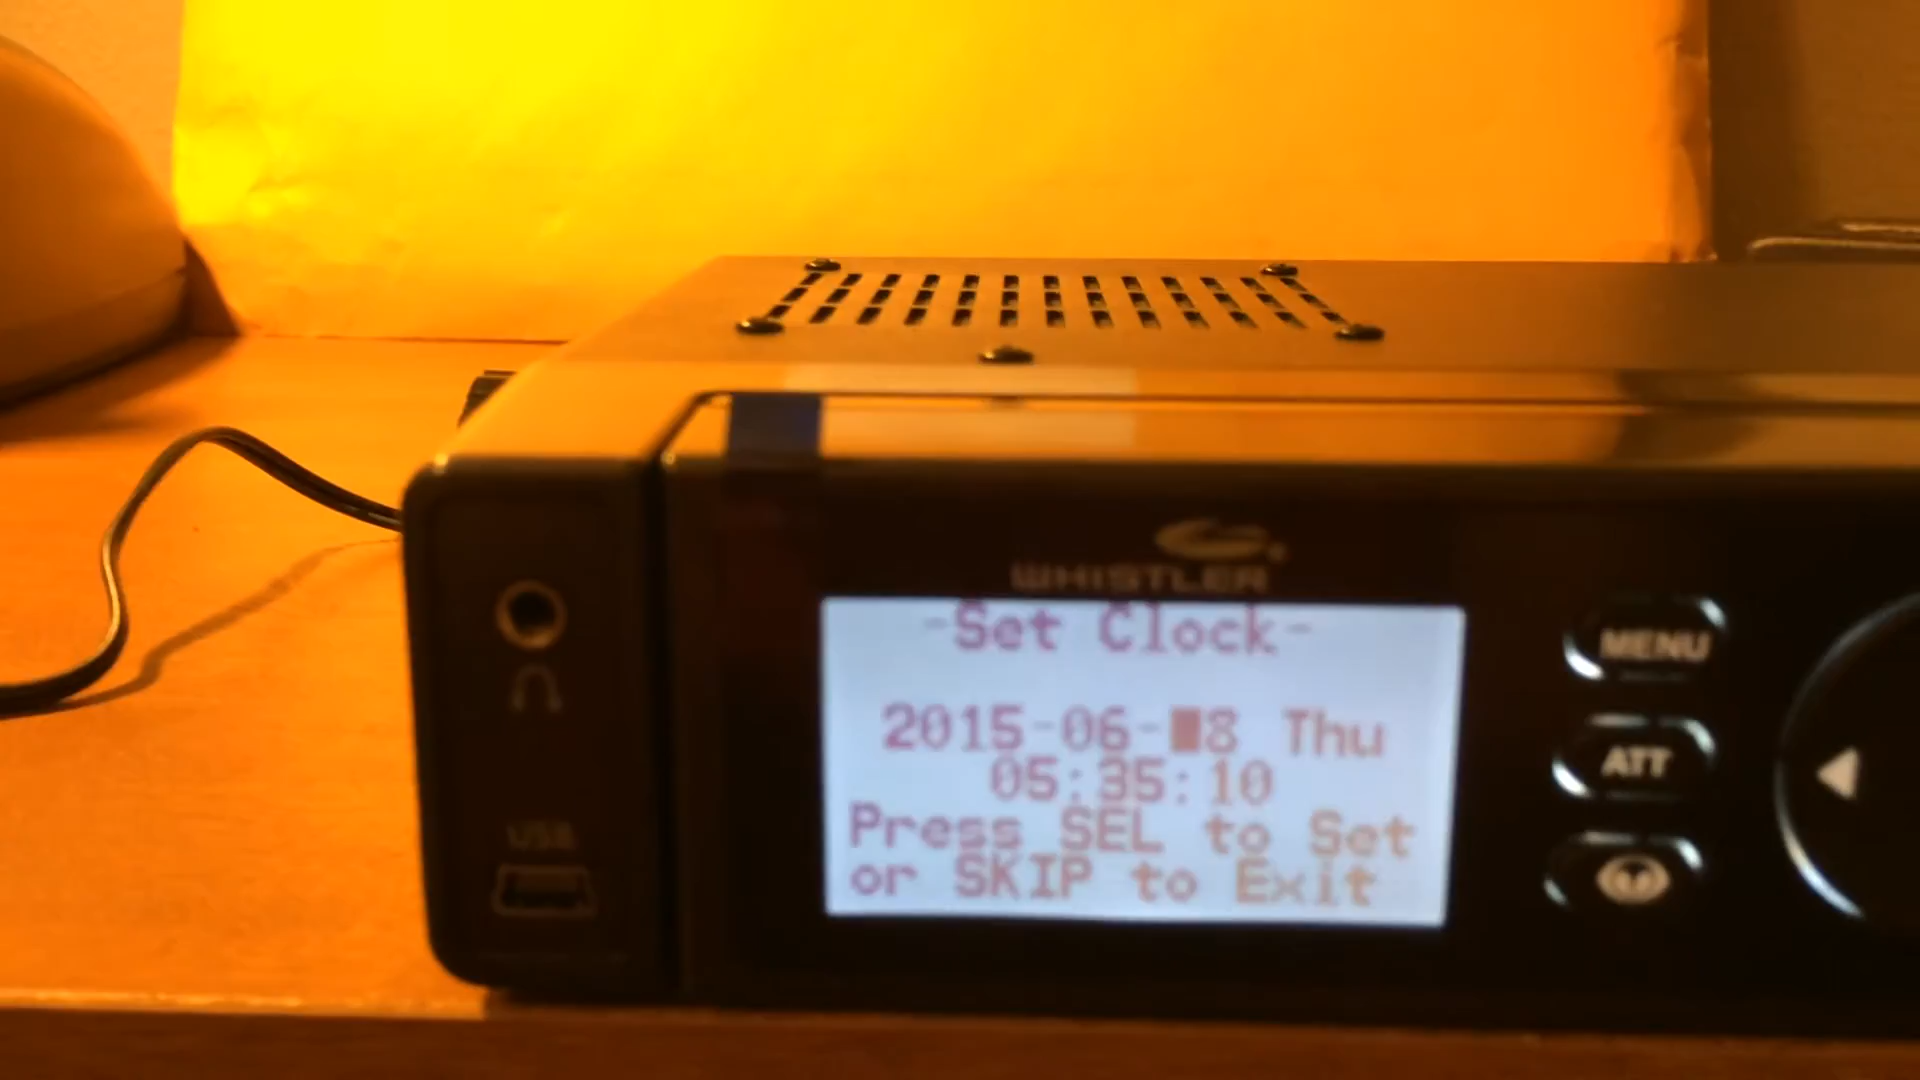 WHISTLER
-Set Clock-
2015-06-█8 Thu
05:35:10
Press SEL to Set
or SKIP to Exit
MENU
ATT
USB